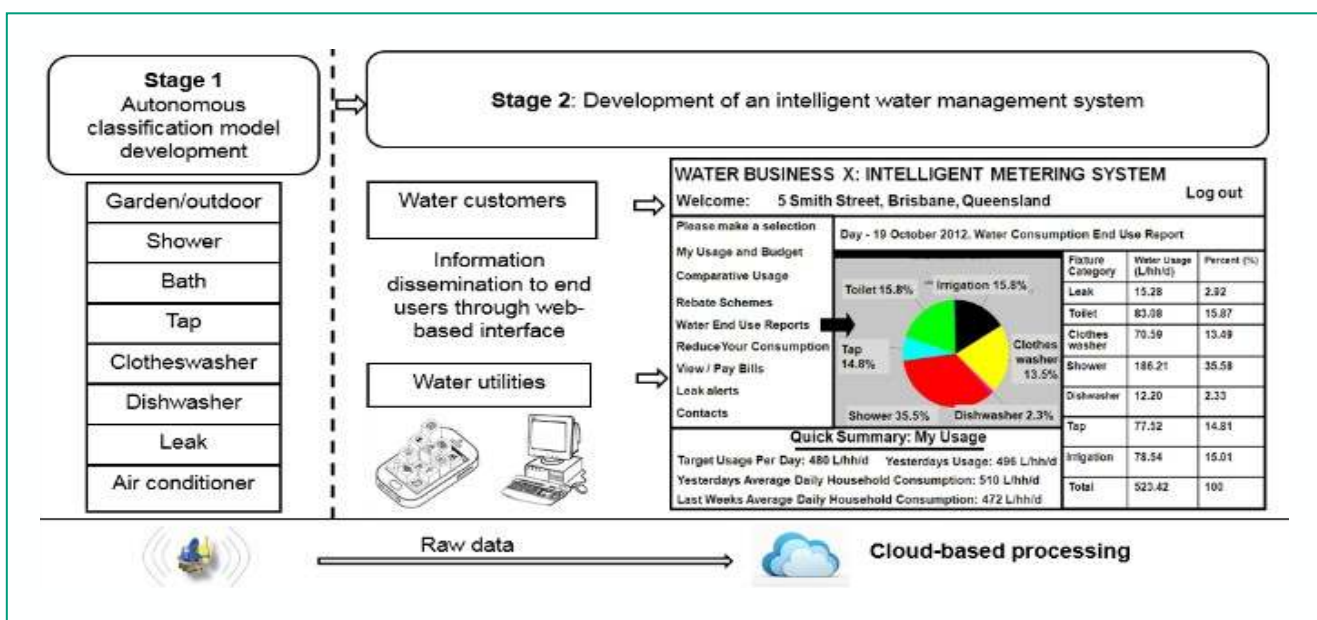 Stage 1
Autonomous
classification model
development
Garden/outdoor
Shower
Bath
Tap
Clotheswasher
Dishwasher
Leak
Air conditioner
Stage 2: Development of an intelligent water management system
Water customers
Information
dissemination to end
users through web-
based interface
Water utilities
WATER BUSINESS X: INTELLIGENT METERING SYSTEM
Welcome: 5 Smith Street, Brisbane, Queensland
Log out
Please make a selection
My Usage and Budget
Comparative Usage
Rebate Schemes
Water End Use Reports
Reduce Your Consumption
View / Pay Bills
Leak alerts
Contacts
Day - 19 October 2012. Water Consumption End Use Report
Toilet 15.8%
Irrigation 15.8%
Tap
14.8%
Clothes
washer
13.5%
Shower 35.5%
Dishwasher 2.3%
Fixture
Category
Water Usage
(L/hh/d)
Percent (%)
Leak 15.28 2.92
Toilet 83.08 15.87
Clothes
washer 70.59 13.49
Shower 186.21 35.58
Dishwasher 12.20 2.33
Tap 77.52 14.81
Irrigation 78.54 15.01
Total 523.42 100
Quick Summary: My Usage
Target Usage Per Day: 480 L/hh/d Yesterdays Usage: 496 L/hh/d
Yesterdays Average Daily Household Consumption: 510 L/hh/d
Last Weeks Average Daily Household Consumption: 472 L/hh/d
Raw data
Cloud-based processing